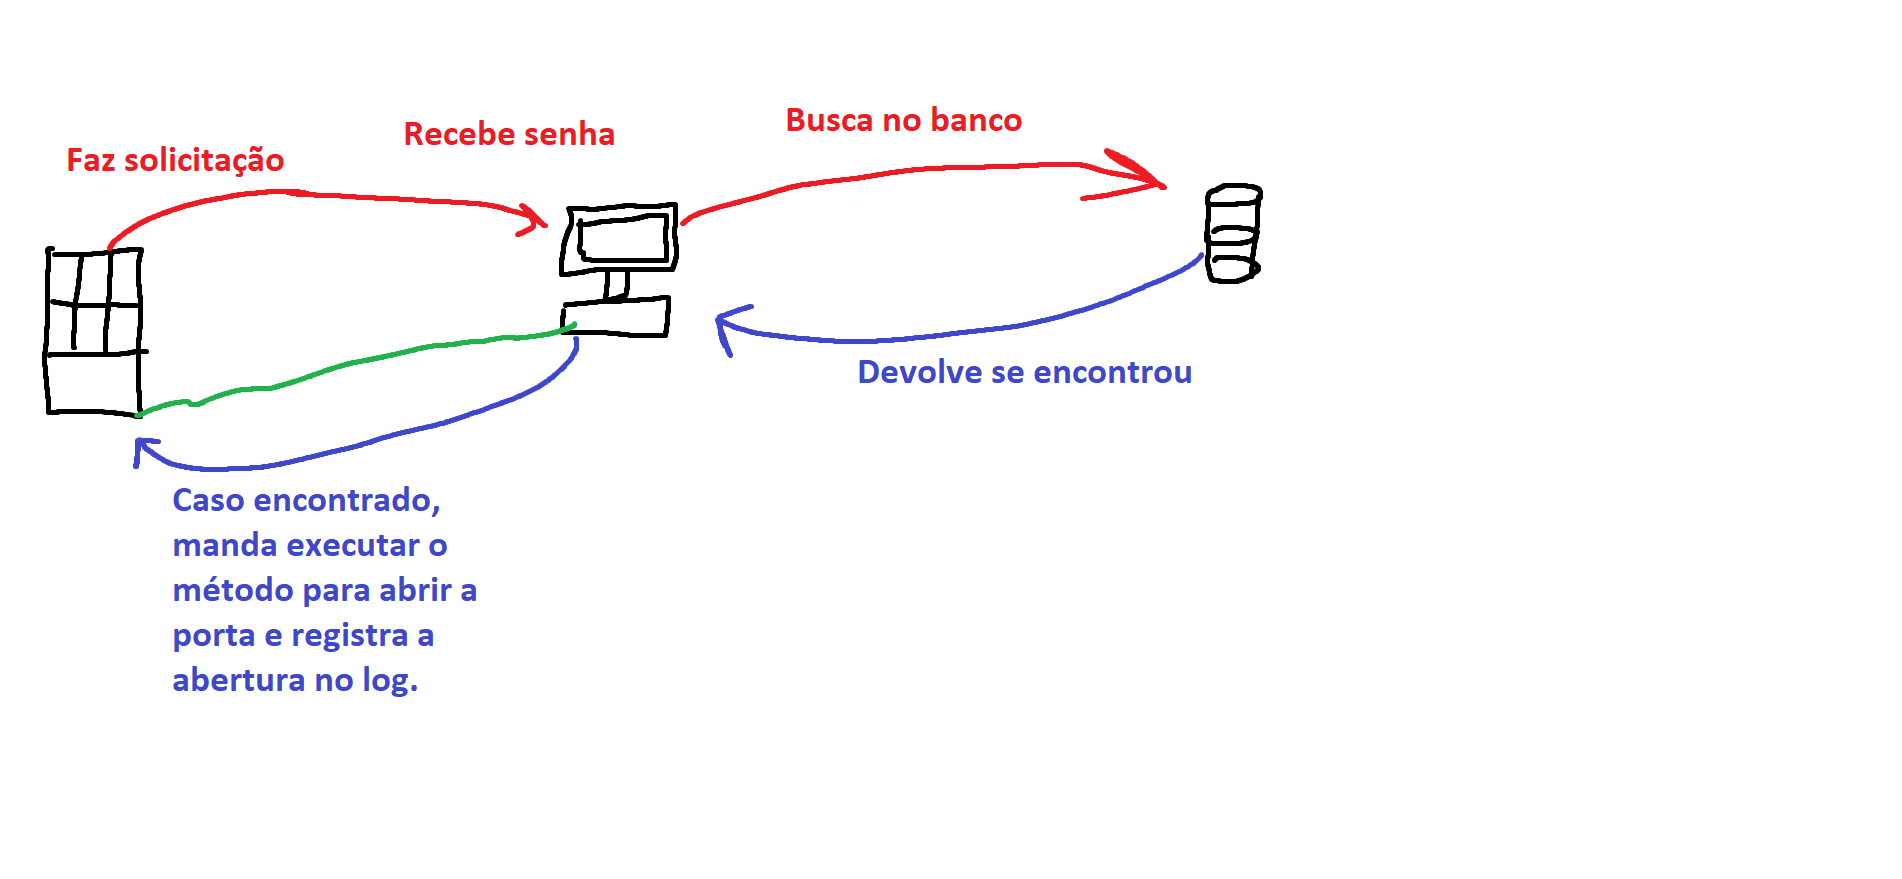 Faz solicitação
Recebe senha
Busca no banco
Devolve se encontrou
Caso encontrado,
manda executar o
método para abrir a
porta e registra a
abertura no log.